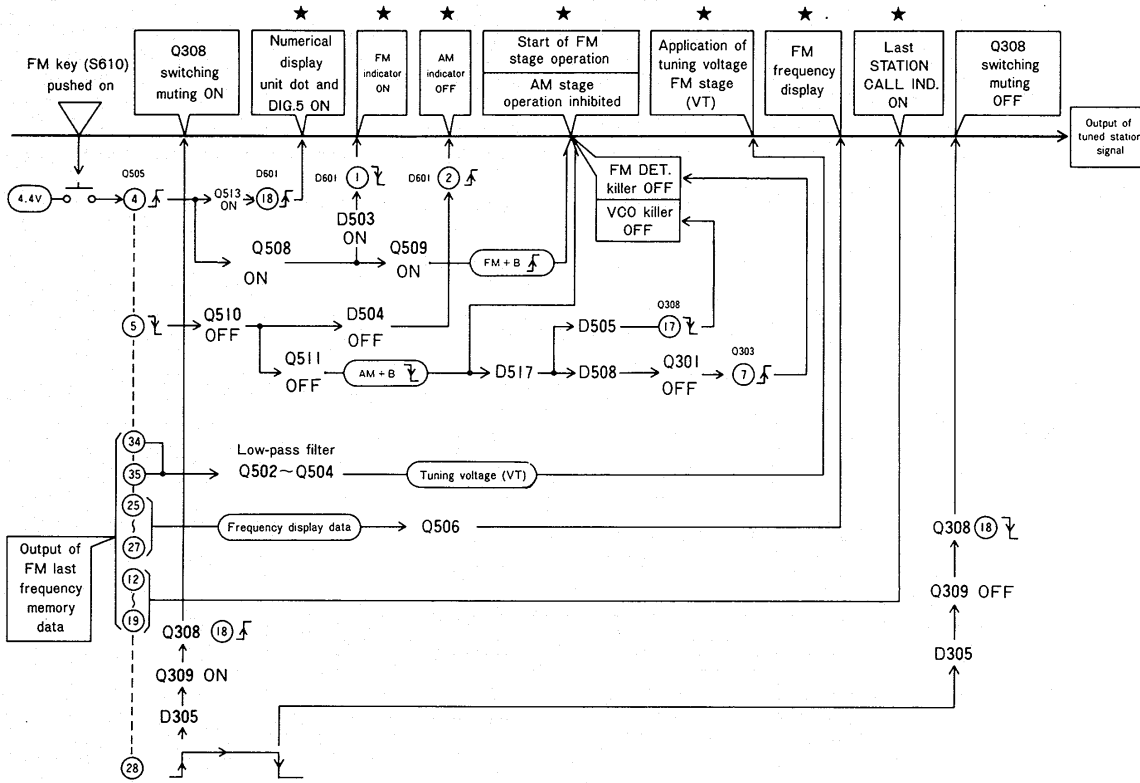 ★ ★ ★ ★ ★ ★ ★
FM key (S610)
pushed on
Q308
switching
muting ON
Numerical
display
unit dot and
DIG.5 ON
FM
indicator
ON
AM
indicator
OFF
Start of FM
stage operation
AM stage
operation inhibited
Application of
tuning voltage
FM stage
(VT)
FM
frequency
display
Last
STATION
CALL IND.
ON
Q308
switching
muting
OFF
Output of
tuned station
signal
FM DET.
killer OFF
VCO killer
OFF
4.4V
Q505
4
Q513
ON
D601
18
D601
1
D601
2
D503
ON
Q508
ON
Q509
ON
FM+B
5
Q510
OFF
D504
OFF
Q511
OFF
AM+B
D517
D505
Q308
17
D508
Q301
OFF
Q303
7
34
35
Low-pass filter
Q502~Q504
Tuning voltage (VT)
25
~
27
Frequency display data
Q506
Output of
FM last
frequency
memory
data
12
~
19
Q308 18
Q309 ON
D305
28
Q308 18
Q309 OFF
D305